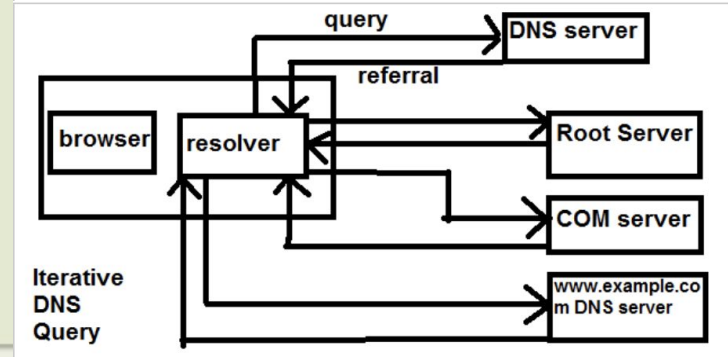 query
DNS server
referral
browser
resolver
Root Server
COM server
www.example.co
m DNS server
Iterative
DNS
Query